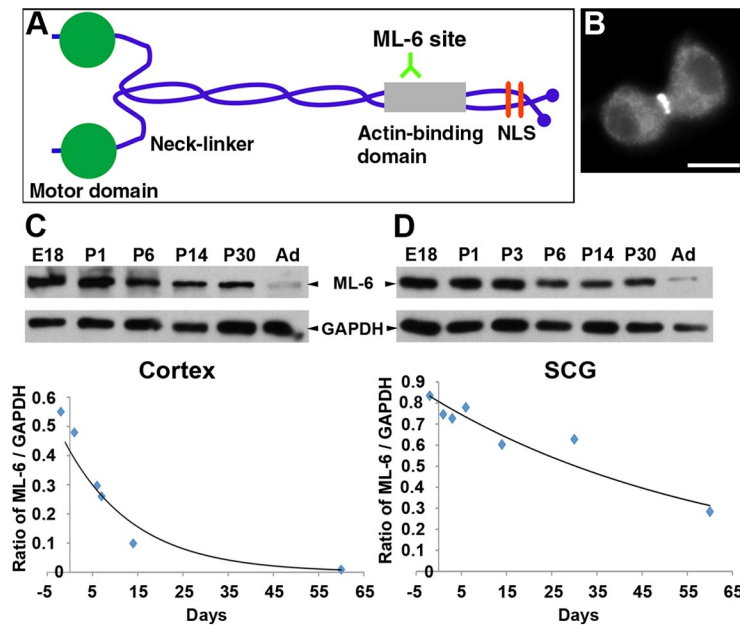 A
ML-6 site
Neck-linker
Actin-binding
domain
NLS
Motor domain
B
C
E18 P1 P6 P14 P30 Ad
D
E18 P1 P3 P6 P14 P30 Ad
ML-6
GAPDH
Cortex
Ratio of ML-6 / GAPDH
0.6
0.5
0.4
0.3
0.2
0.1
0
-5 5 15 25 35 45 55 65
Days
SCG
Ratio of ML-6 / GAPDH
0.9
0.8
0.7
0.6
0.5
0.4
0.3
0.2
0.1
0
-5 5 15 25 35 45 55 65
Days